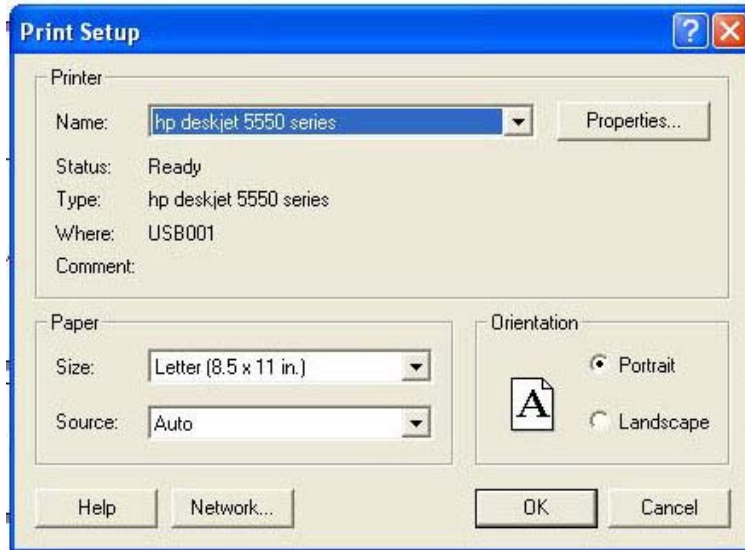 Print Setup
Printer
Name: hp deskjet 5550 series Properties...
Status: Ready
Type: hp deskjet 5550 series
Where: USB001
Comment:
Paper
Size: Letter (8.5 x 11 in.)
Source: Auto
Orientation
A
Portrait
Landscape
Help Network... OK Cancel